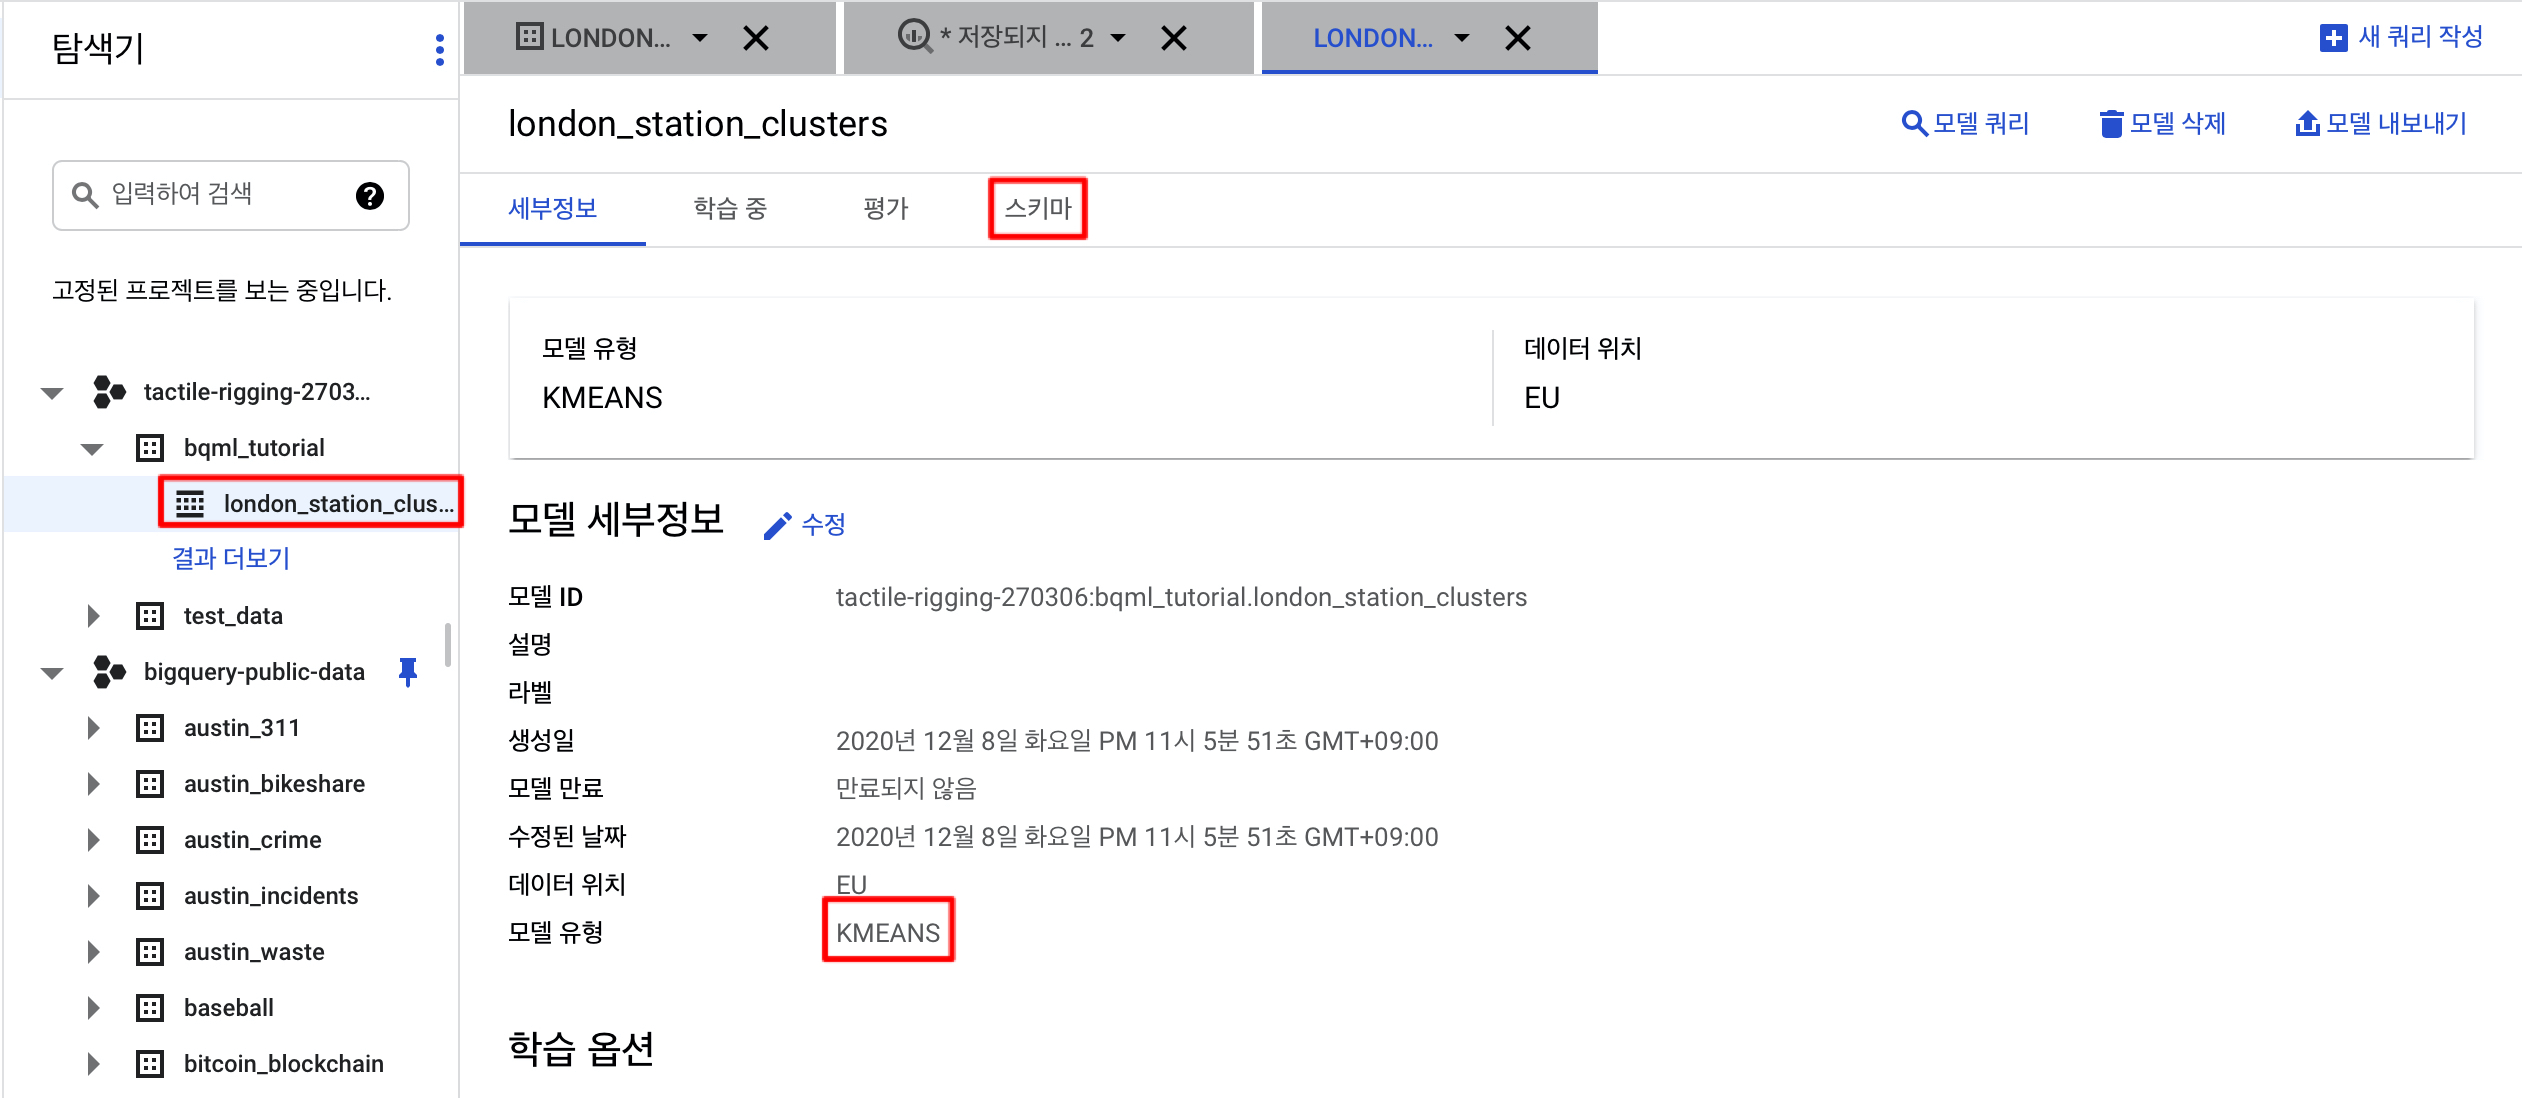 탐색기
입력하여 검색
고정된 프로젝트를 보는 중입니다.
tactile-rigging-2703...
bqml_tutorial
london_station_clus...
결과 더보기
test_data
bigquery-public-data
austin_311
austin_bikeshare
austin_crime
austin_incidents
austin_waste
baseball
bitcoin_blockchain
LONDON...
* 저장되지 ... 2
LONDON...
새 쿼리 작성
london_station_clusters
모델 쿼리
모델 삭제
모델 내보내기
세부정보
학습 중
평가
스키마
모델 유형
KMEANS
데이터 위치
EU
모델 세부정보
수정
모델 ID tactile-rigging-270306:bqml_tutorial.london_station_clusters
설명
라벨
생성일 2020년 12월 8일 화요일 PM 11시 5분 51초 GMT+09:00
모델 만료 만료되지 않음
수정된 날짜 2020년 12월 8일 화요일 PM 11시 5분 51초 GMT+09:00
데이터 위치 EU
모델 유형 KMEANS
학습 옵션